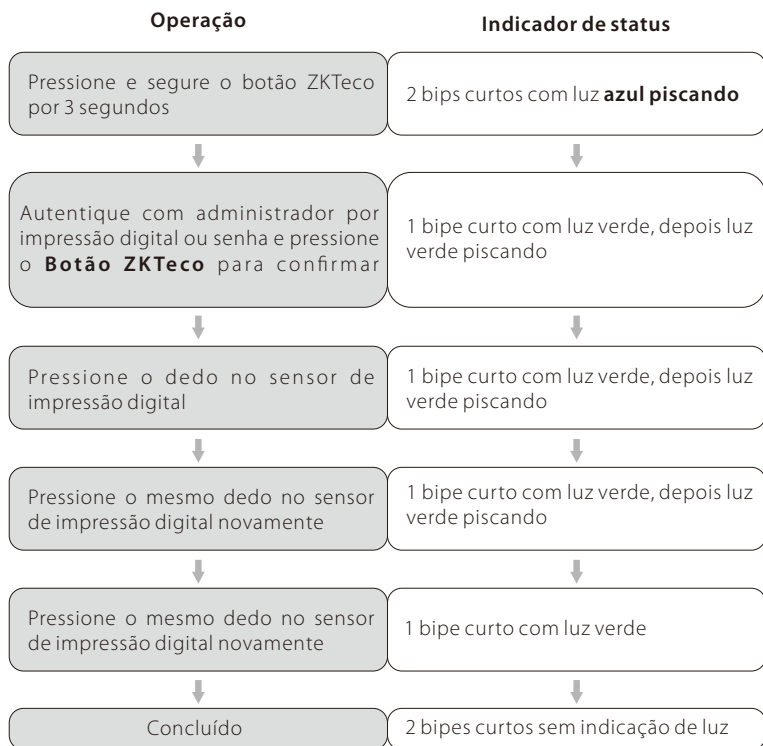 Operação
Indicador de status
Pressione e segure o botão ZKTeco
por 3 segundos
2 bips curtos com luz azul piscando
Autentique com administrador por
impressão digital ou senha e pressione
o Botão ZKTeco para confirmar
1 bipe curto com luz verde, depois luz
verde piscando
Pressione o dedo no sensor de
impressão digital
1 bipe curto com luz verde, depois luz
verde piscando
Pressione o mesmo dedo no sensor
de impressão digital novamente
1 bipe curto com luz verde, depois luz
verde piscando
Pressione o mesmo dedo no sensor
de impressão digital novamente
1 bipe curto com luz verde
Concluído
2 bipes curtos sem indicação de luz